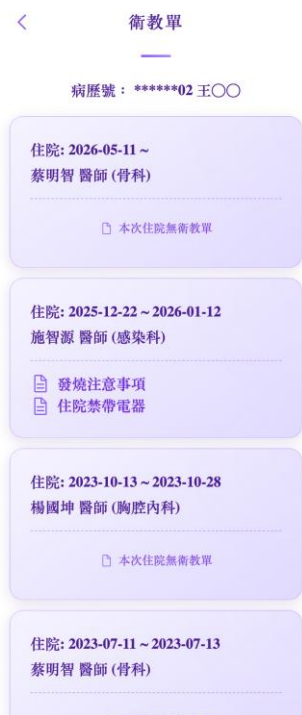 衛教單
病歷號： ******02 王〇〇
住院: 2026-05-11 ~
蔡明智 醫師 (骨科)
本次住院無衛教單
住院: 2025-12-22 ~ 2026-01-12
施智源 醫師 (感染科)
發燒注意事項
住院禁帶電器
住院: 2023-10-13 ~ 2023-10-28
楊國坤 醫師 (胸腔內科)
本次住院無衛教單
住院: 2023-07-11 ~ 2023-07-13
蔡明智 醫師 (骨科)